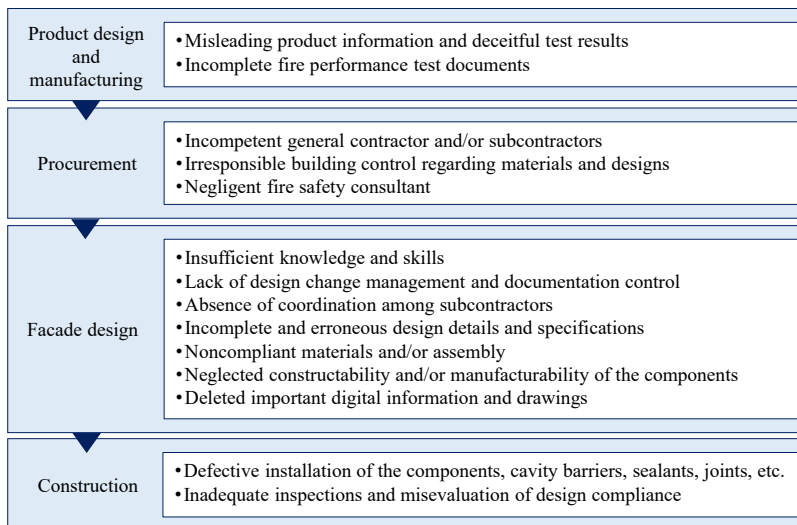 Product design
and
manufacturing
•Misleading product information and deceitful test results
•Incomplete fire performance test documents
Procurement
•Incompetent general contractor and/or subcontractors
•Irresponsible building control regarding materials and designs
•Negligent fire safety consultant
Facade design
•Insufficient knowledge and skills
•Lack of design change management and documentation control
•Absence of coordination among subcontractors
•Incomplete and erroneous design details and specifications
•Noncompliant materials and/or assembly
•Neglected constructability and/or manufacturability of the components
•Deleted important digital information and drawings
Construction
•Defective installation of the components, cavity barriers, sealants, joints, etc.
•Inadequate inspections and misevaluation of design compliance